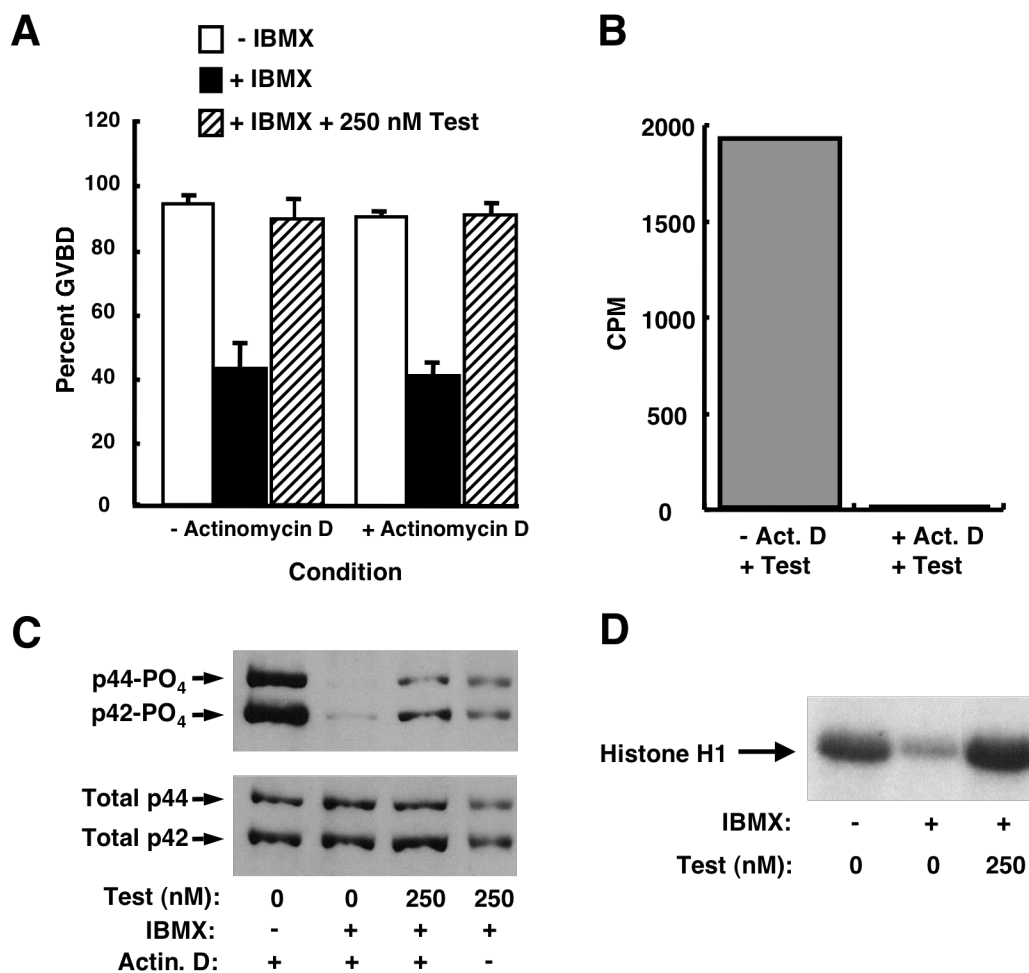 A
- IBMX
+ IBMX
+ IBMX + 250 nM Test
120
100
80
60
40
20
0
Percent GVBD
- Actinomycin D + Actinomycin D
Condition
B
2000
1500
1000
500
0
CPM
- Act. D + Act. D
+ Test + Test
C
p44-PO4
p42-PO4
Total p44
Total p42
Test (nM): 0 0 250 250
IBMX: - + + +
Actin. D: + + + -
D
Histone H1
IBMX: - + +
Test (nM): 0 0 250